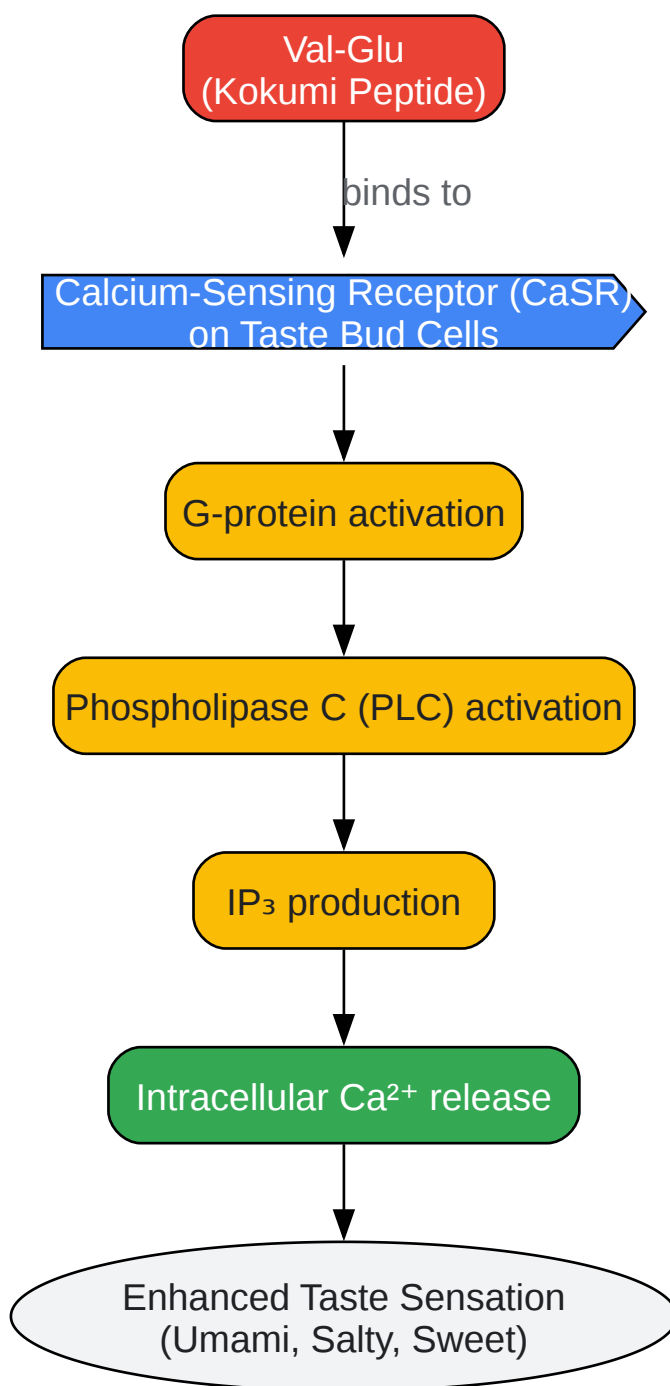 Val-Glu
(Kokumi Peptide)
binds to
Calcium-Sensing Receptor (CaSR)
on Taste Bud Cells
G-protein activation
Phospholipase C (PLC) activation
IP₃ production
Intracellular Ca²⁺ release
Enhanced Taste Sensation
(Umami, Salty, Sweet)